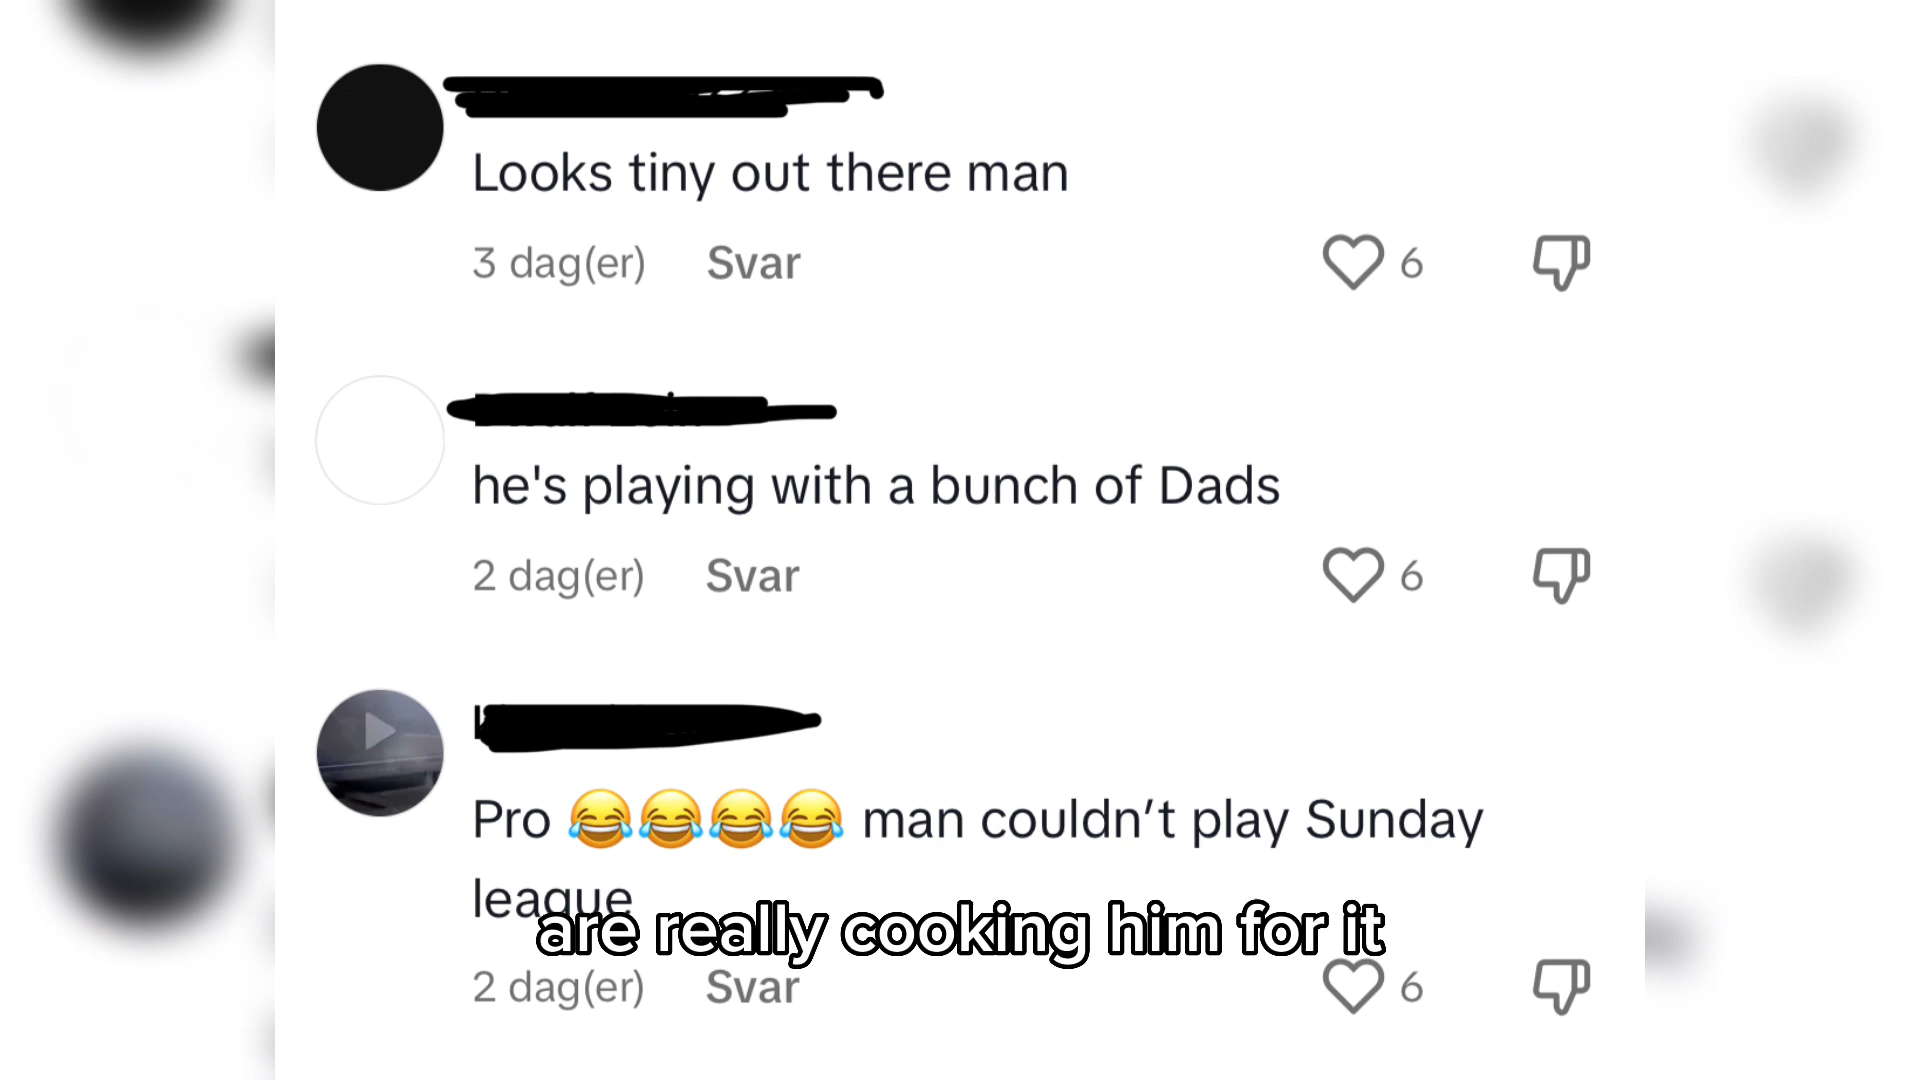 Looks tiny out there man
3 dag(er) Svar 6
he's playing with a bunch of Dads
2 dag(er) Svar 6
Pro 😂😂😂😂 man couldn’t play Sunday
league
are really cooking him for it
2 dag(er) Svar 6